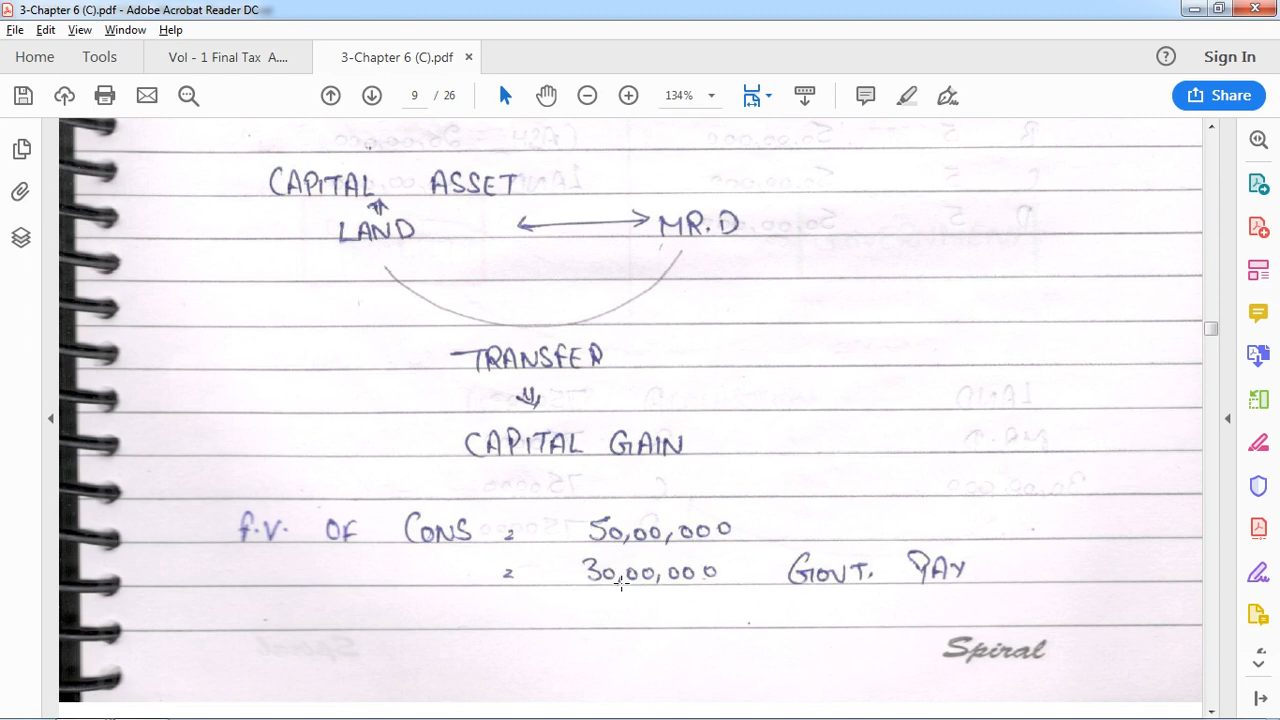 3-Chapter 6 (C).pdf - Adobe Acrobat Reader DC
File Edit View Window Help
Home Tools Vol - 1 Final Tax A.... 3-Chapter 6 (C).pdf × ? Sign In
9 / 26 134% Share
CAPITAL ASSET
LAND MR. D
TRANSFER
CAPITAL GAIN
F.V. OF CONS = 50,00,000
= 30,00,000 GOVT. PAY
Spiral